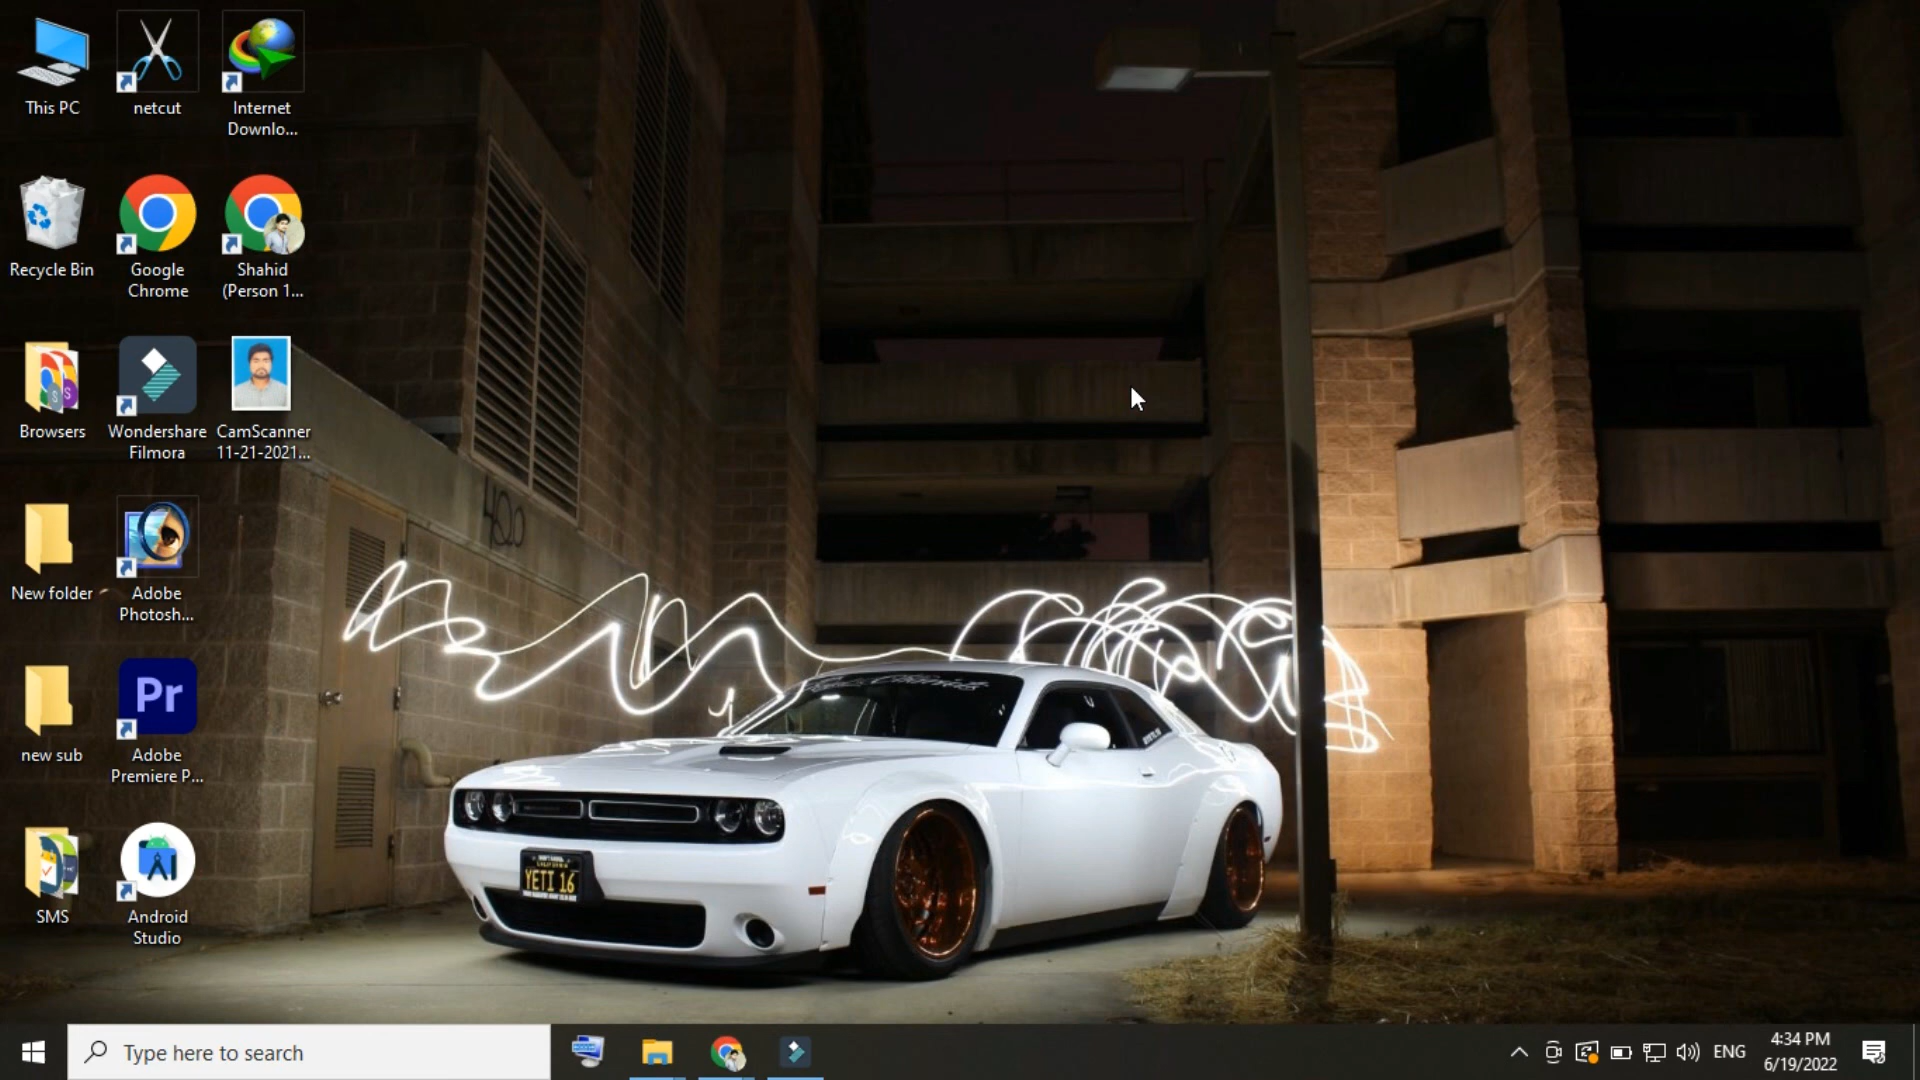 This PC
netcut
Internet
Downlo...
Recycle Bin
Google
Chrome
Shahid
(Person 1...
Browsers
Wondershare
Filmora
CamScanner
11-21-2021...
New folder
Adobe
Photosh...
new sub
Pr
Adobe
Premiere P...
SMS
Android
Studio
400
YETI 16
Type here to search
ENG
4:34 PM
6/19/2022